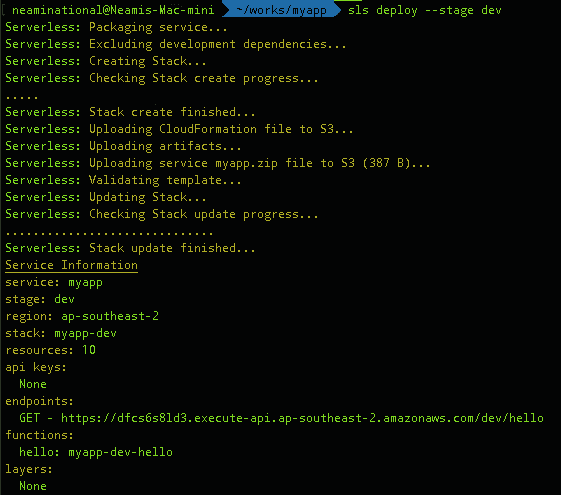 neaminational@Neamis-Mac-mini ~/works/myapp sls deploy --stage dev
Serverless: Packaging service...
Serverless: Excluding development dependencies...
Serverless: Creating Stack...
Serverless: Checking Stack create progress...
.....
Serverless: Stack create finished...
Serverless: Uploading CloudFormation file to S3...
Serverless: Uploading artifacts...
Serverless: Uploading service myapp.zip file to S3 (387 B)...
Serverless: Validating template...
Serverless: Updating Stack...
Serverless: Checking Stack update progress...
..............................
Serverless: Stack update finished...
Service Information
service: myapp
stage: dev
region: ap-southeast-2
stack: myapp-dev
resources: 10
api keys:
  None
endpoints:
  GET - https://dfcs6s8ld3.execute-api.ap-southeast-2.amazonaws.com/dev/hello
functions:
  hello: myapp-dev-hello
layers:
  None